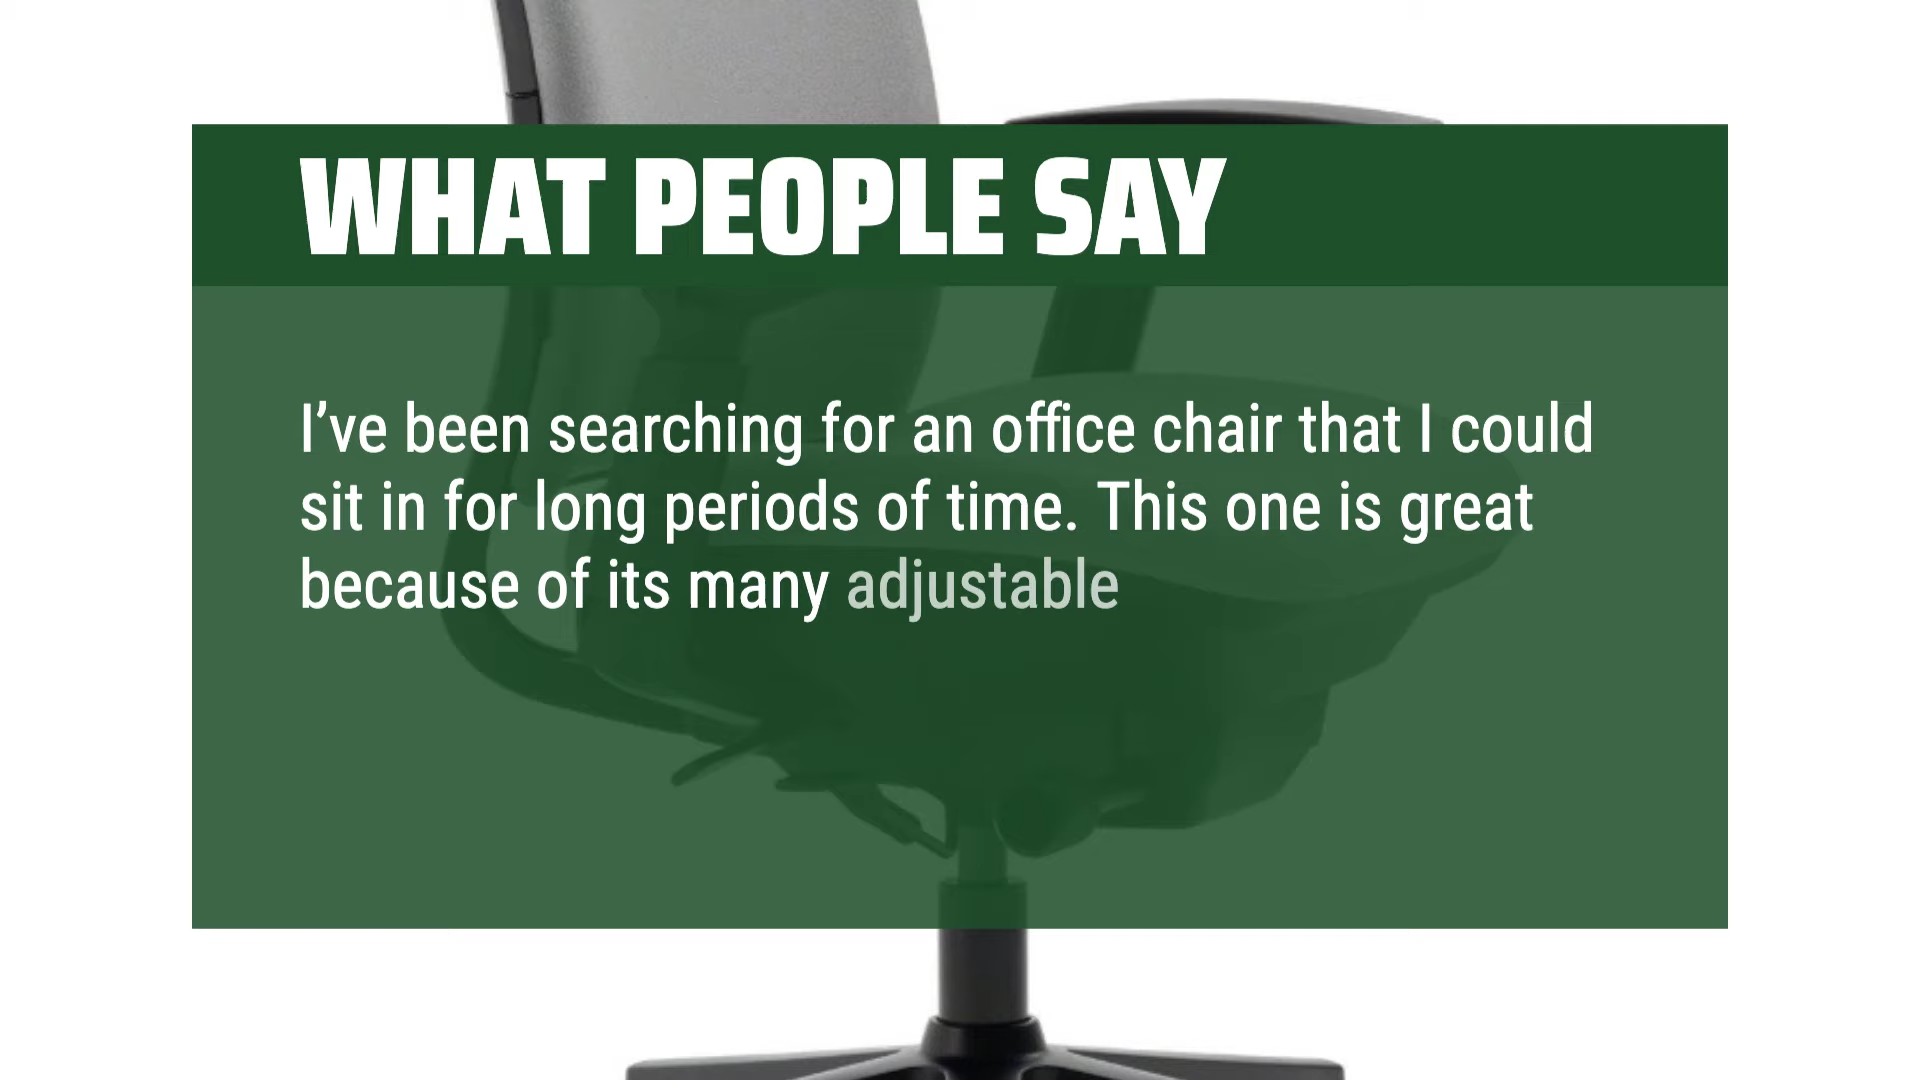 WHAT PEOPLE SAY
I’ve been searching for an office chair that I could
sit in for long periods of time. This one is great
because of its many adjustable